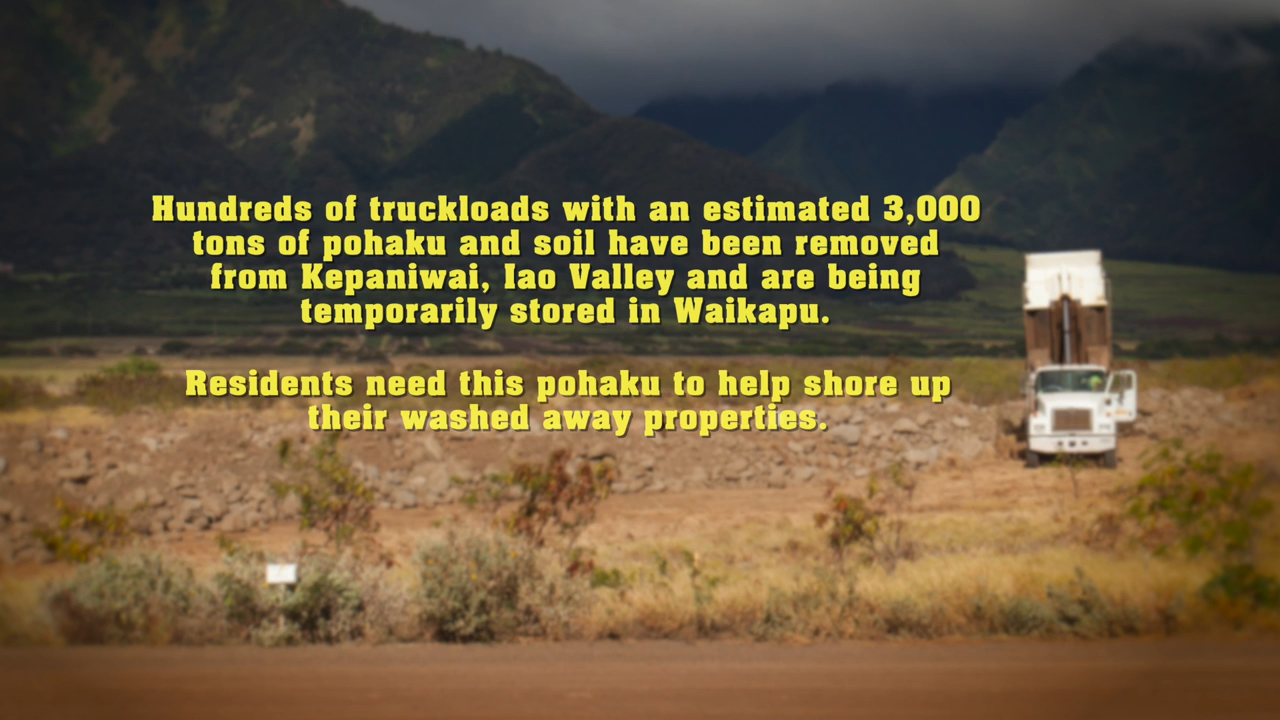 Hundreds of truckloads with an estimated 3,000
tons of pohaku and soil have been removed
from Kepaniwai, Iao Valley and are being
temporarily stored in Waikapu.
Residents need this pohaku to help shore up
their washed away properties.